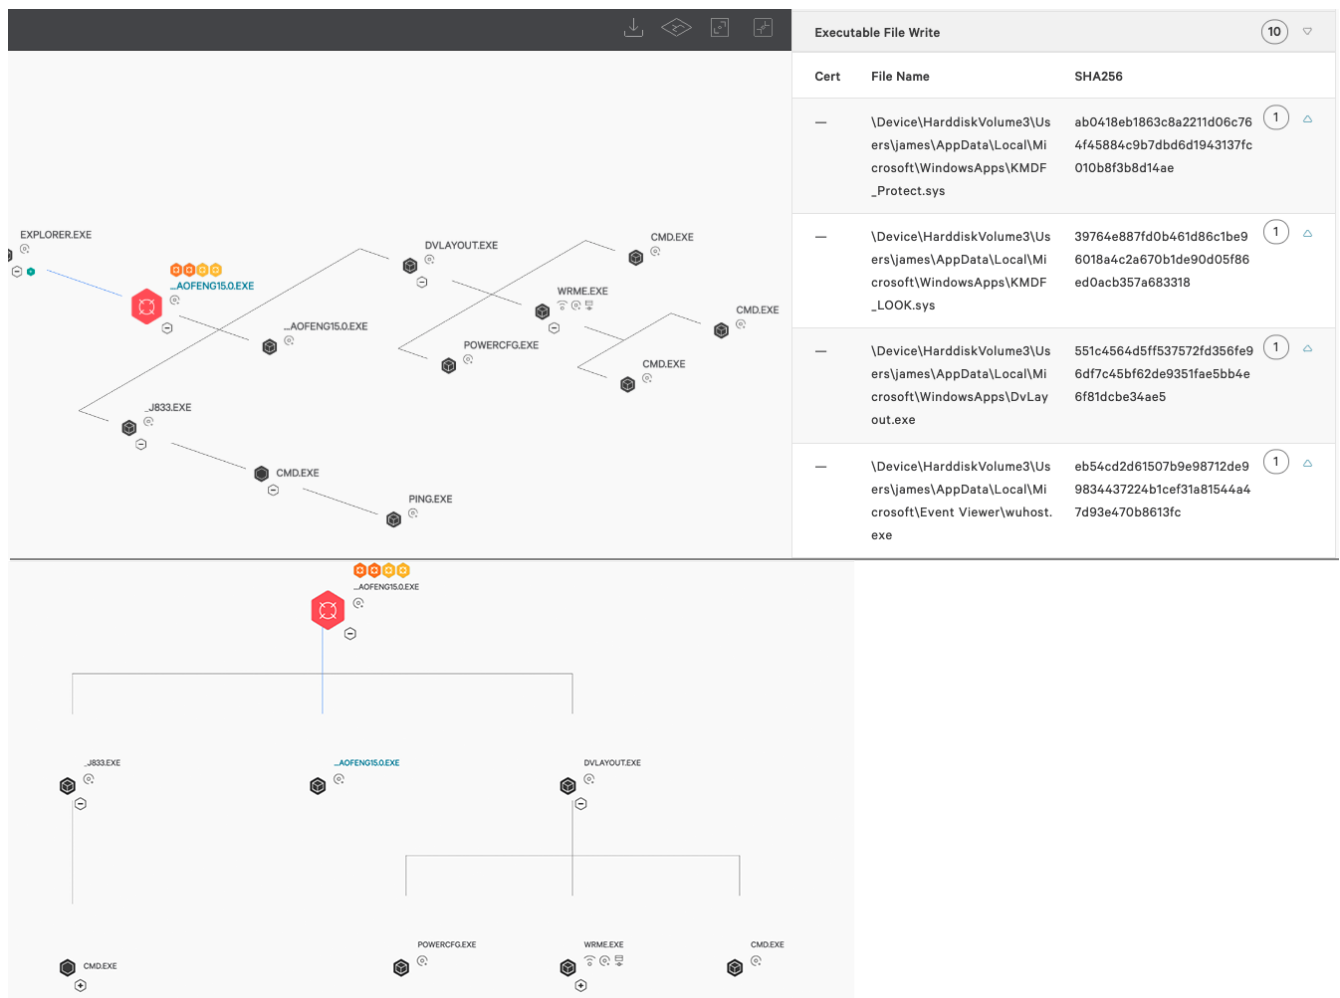 Executable File Write 10
Cert File Name SHA256
— \Device\HarddiskVolume3\Us ab0418eb1863c8a2211d06c76 1
ers\james\AppData\Local\Mi 4f45884c9b7dbd6d1943137fc
crosoft\WindowsApps\KMDF 010b8f3b8d14ae
_Protect.sys
— \Device\HarddiskVolume3\Us 39764e887fd0b461d86c1be9 1
ers\james\AppData\Local\Mi 6018a4c2a670b1de90d05f86
crosoft\WindowsApps\KMDF ed0acb357a683318
_LOOK.sys
— \Device\HarddiskVolume3\Us 551c4564d5ff537572fd356fe9 1
ers\james\AppData\Local\Mi 6df7c45bf62de9351fae5bb4e
crosoft\WindowsApps\DvLay 6f81dcbe34ae5
out.exe
— \Device\HarddiskVolume3\Us eb54cd2d61507b9e98712de9 1
ers\james\AppData\Local\Mi 9834437224b1cef31a81544a4
crosoft\Event Viewer\wuhost. 7d93e470b8613fc
exe
EXPLORER.EXE
_AOFENG15.0.EXE
_AOFENG15.0.EXE
DVLAYOUT.EXE
WRME.EXE
CMD.EXE
CMD.EXE
POWERCFG.EXE
CMD.EXE
_J833.EXE
CMD.EXE
PING.EXE
_AOFENG15.0.EXE
_J833.EXE
_AOFENG15.0.EXE
DVLAYOUT.EXE
POWERCFG.EXE
WRME.EXE
CMD.EXE
CMD.EXE